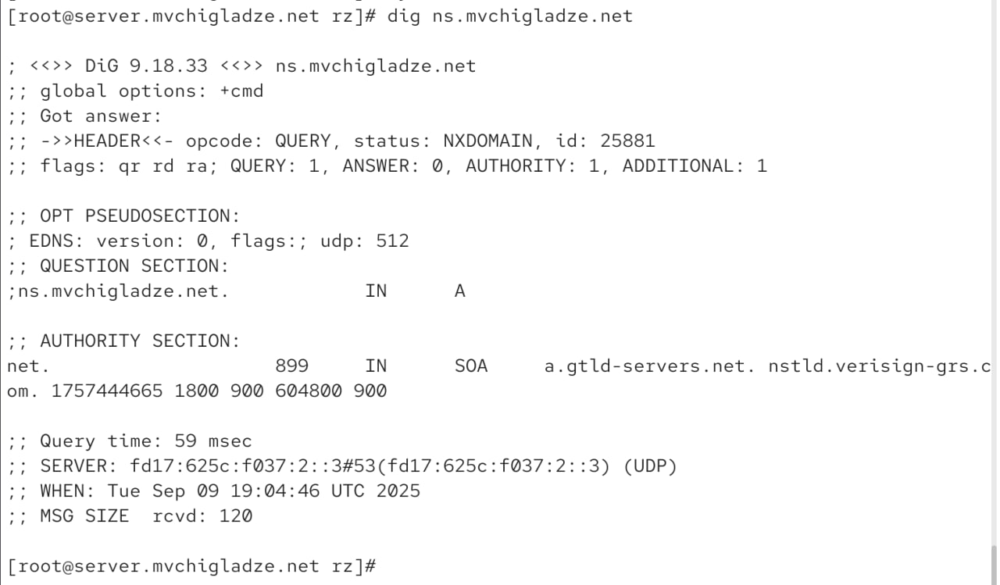 [root@server.mvchigladze.net rz]# dig ns.mvchigladze.net
; <<>> DiG 9.18.33 <<>> ns.mvchigladze.net
;; global options: +cmd
;; Got answer:
;; ->>HEADER<<- opcode: QUERY, status: NXDOMAIN, id: 25881
;; flags: qr rd ra; QUERY: 1, ANSWER: 0, AUTHORITY: 1, ADDITIONAL: 1
;; OPT PSEUDOSECTION:
; EDNS: version: 0, flags:; udp: 512
;; QUESTION SECTION:
;ns.mvchigladze.net. IN A
;; AUTHORITY SECTION:
net. 899 IN SOA a.gtld-servers.net. nstld.verisign-grs.c
om. 1757444665 1800 900 604800 900
;; Query time: 59 msec
;; SERVER: fd17:625c:f037:2::3#53(fd17:625c:f037:2::3) (UDP)
;; WHEN: Tue Sep 09 19:04:46 UTC 2025
;; MSG SIZE rcvd: 120
[root@server.mvchigladze.net rz]#